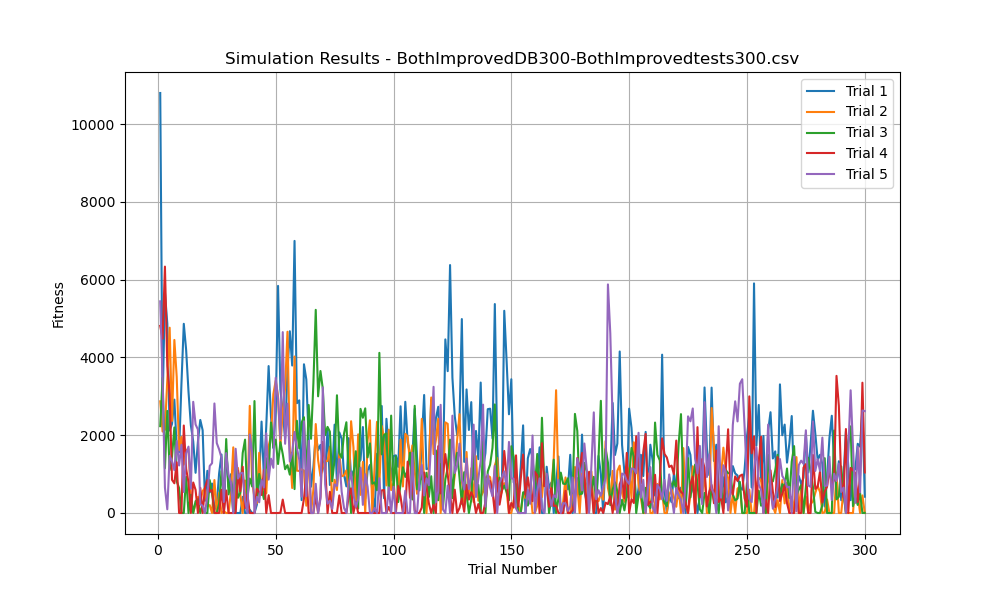 Simulation Results - BothImprovedDB300-BothImprovedtests300.csv
Trial 1
Trial 2
Trial 3
Trial 4
Trial 5
Fitness
10000
8000
6000
4000
2000
0
0 50 100 150 200 250 300
Trial Number